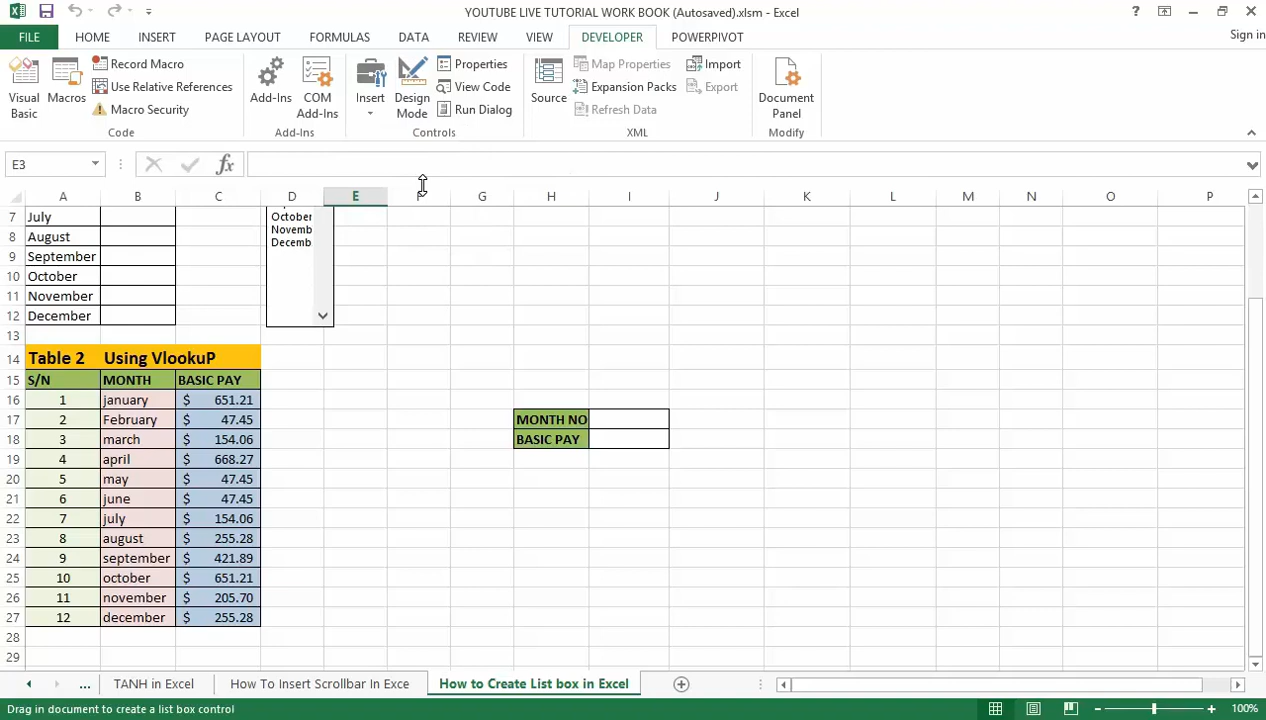 YOUTUBE LIVE TUTORIAL WORK BOOK (Autosaved).xlsm - Excel
FILE HOME INSERT PAGE LAYOUT FORMULAS DATA REVIEW VIEW DEVELOPER POWERPIVOT Sign in
Visual Basic
Macros
Record Macro
Use Relative References
Macro Security
Code
Add-Ins
COM Add-Ins
Add-Ins
Insert
Design Mode
Properties
View Code
Run Dialog
Controls
Source
Map Properties
Expansion Packs
Refresh Data
Import
Export
XML
Document Panel
Modify
E3
fx
A B C D E F G H I J K L M N O P
7 July October
Novemb
8 August Decemb
9 September
10 October
11 November
12 December
13
14 Table 2 Using VlookuP
15 S/N MONTH BASIC PAY
16 1 january $ 651.21
17 2 February $ 47.45 MONTH NO
18 3 march $ 154.06 BASIC PAY
19 4 april $ 668.27
20 5 may $ 47.45
21 6 june $ 47.45
22 7 july $ 154.06
23 8 august $ 255.28
24 9 september $ 421.89
25 10 october $ 651.21
26 11 november $ 205.70
27 12 december $ 255.28
28
29
... TANH in Excel How To Insert Scrollbar In Exce How to Create List box in Excel
Drag in document to create a list box control 100%